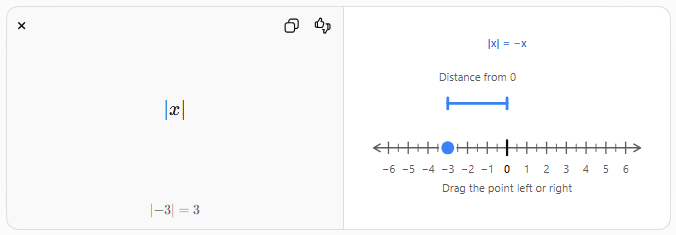 |x|
|−3| = 3
|x| = −x
Distance from 0
−6 −5 −4 −3 −2 −1 0 1 2 3 4 5 6
Drag the point left or right